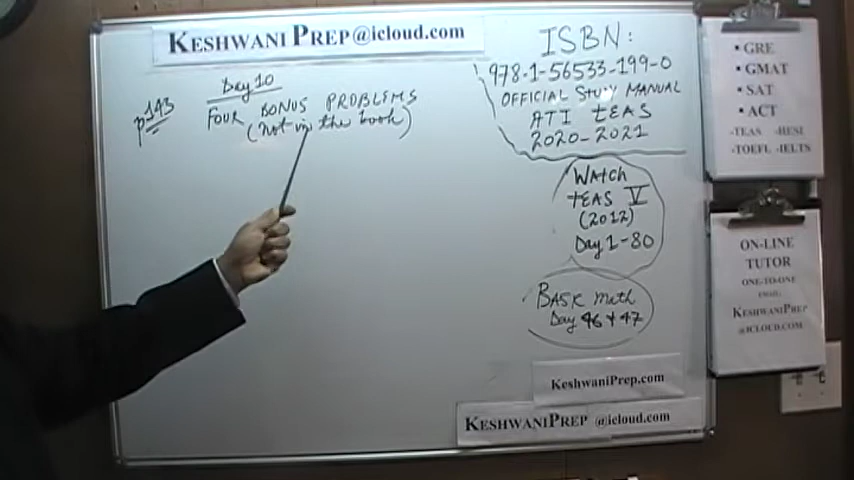 KESHWANI PREP@icloud.com
Day 10
p143
FOUR BONUS PROBLEMS
(Not in the book)
ISBN:
978-1-56533-199-0
OFFICIAL STUDY MANUAL
ATI TEAS
2020-2021
WATCH
TEAS V
(2012)
Day 1-80
BASIC Math
Day 46 + 47
KESHWANIPREP.com
KESHWANIPREP @icloud.com
• GRE
• GMAT
• SAT
• ACT
-TEAS -HESI
-TOEFL -IELTS
ON-LINE
TUTOR
ONE-TO-ONE
EMAIL:
KESHWANIPREP
@ICLOUD.COM